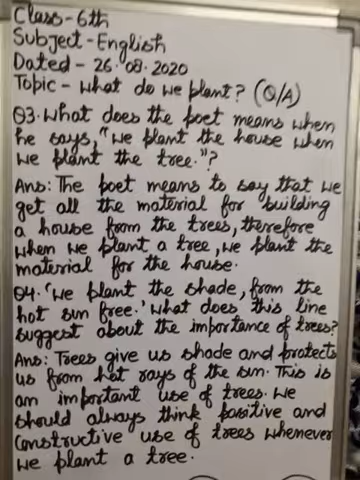 Class-6th
Subject-English
Dated - 26.08.2020
Topic - What do we plant? (Q/A)
Q3. What does the poet means when
he says, "We plant the house when
we plant the tree."?
Ans: The poet means to say that we
get all the material for building
a house from the trees, therefore
when we plant a tree, we plant the
material for the house.
Q4. 'We plant the shade, from the
hot sun free.' What does this line
suggest about the importance of trees?
Ans: Trees give us shade and protects
us from hot rays of the sun. This is
an important use of trees. We
should always think positive and
constructive use of trees whenever
we plant a tree.